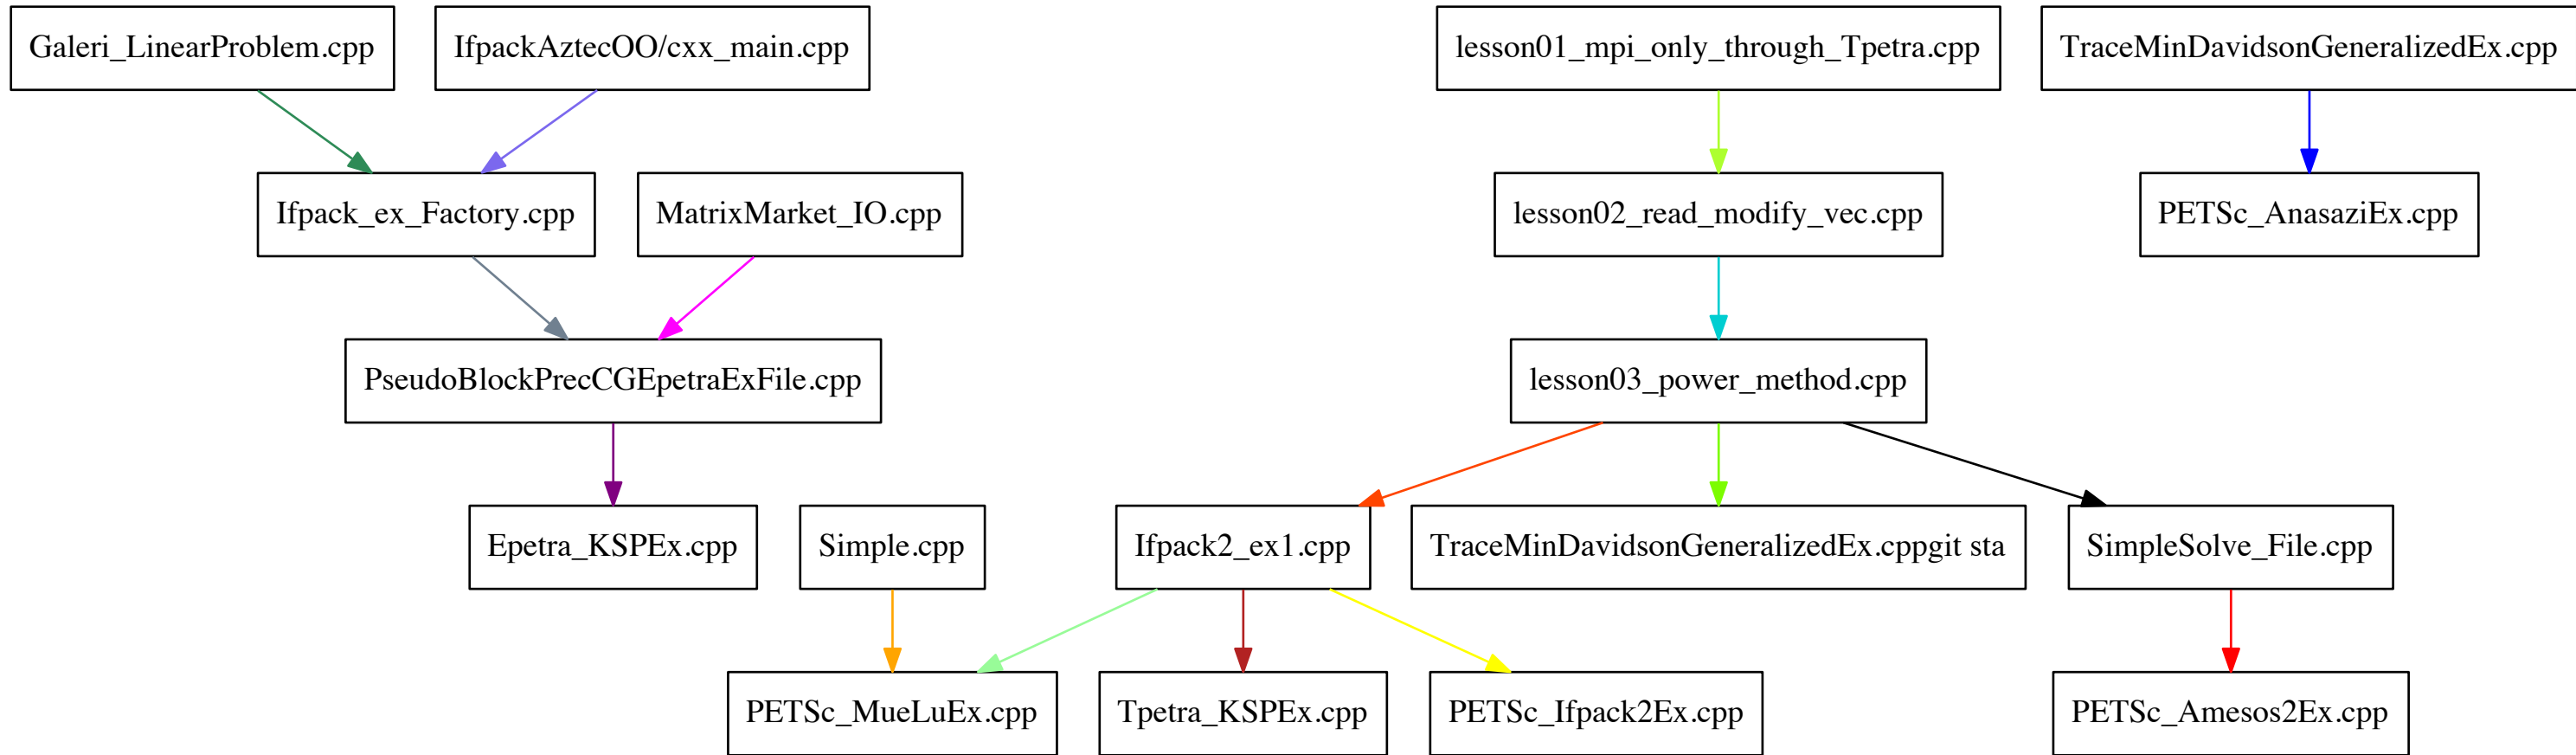 Galeri_LinearProblem.cpp
IfpackAztecOO/cxx_main.cpp
lesson01_mpi_only_through_Tpetra.cpp
TraceMinDavidsonGeneralizedEx.cpp
Ifpack_ex_Factory.cpp
MatrixMarket_IO.cpp
lesson02_read_modify_vec.cpp
PETSc_AnasaziEx.cpp
PseudoBlockPrecCGEpetraExFile.cpp
lesson03_power_method.cpp
Epetra_KSPEx.cpp
Simple.cpp
Ifpack2_ex1.cpp
TraceMinDavidsonGeneralizedEx.cppgit sta
SimpleSolve_File.cpp
PETSc_MueLuEx.cpp
Tpetra_KSPEx.cpp
PETSc_Ifpack2Ex.cpp
PETSc_Amesos2Ex.cpp